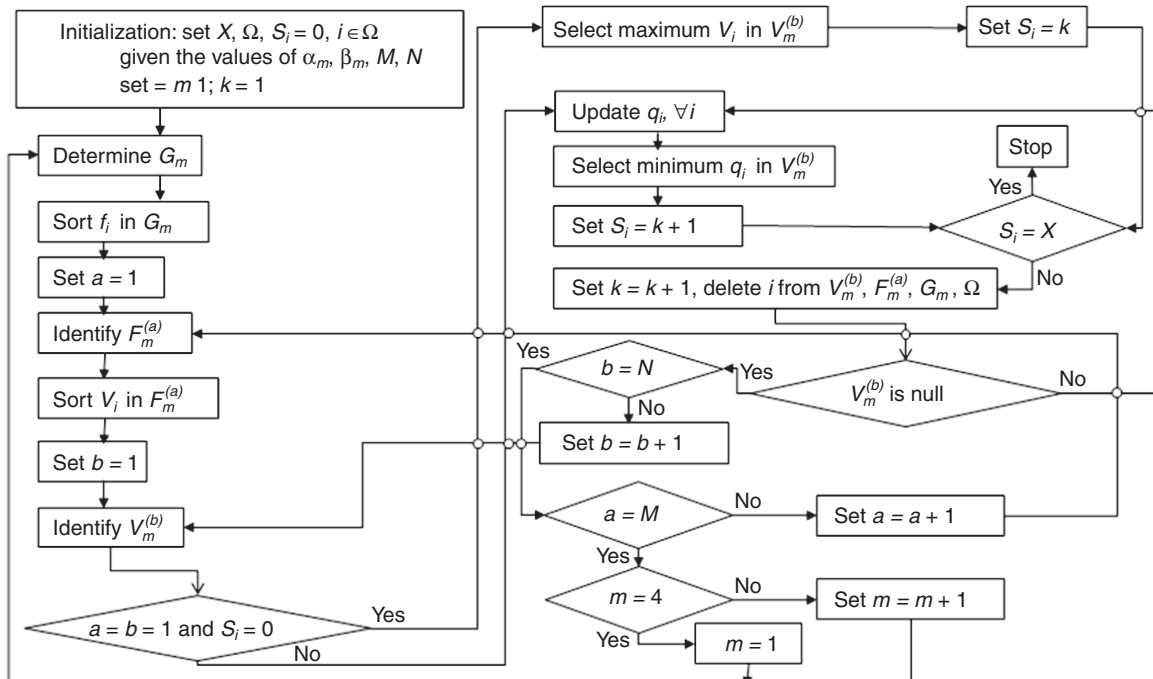 Initialization: set X, Ω, S_i = 0, i ∈ Ω
given the values of α_m, β_m, M, N
set = m 1; k = 1
Determine G_m
Sort f_i in G_m
Set a = 1
Identify F_m^(a)
Sort V_i in F_m^(a)
Set b = 1
Identify V_m^(b)
a = b = 1 and S_i = 0
Yes
No
Select maximum V_i in V_m^(b)
Set S_i = k
Update q_i, ∀i
Select minimum q_i in V_m^(b)
Set S_i = k + 1
Stop
Yes
S_i = X
No
Set k = k + 1, delete i from V_m^(b), F_m^(a), G_m, Ω
V_m^(b) is null
Yes
No
b = N
Yes
No
Set b = b + 1
a = M
No
Set a = a + 1
Yes
m = 4
No
Set m = m + 1
Yes
m = 1